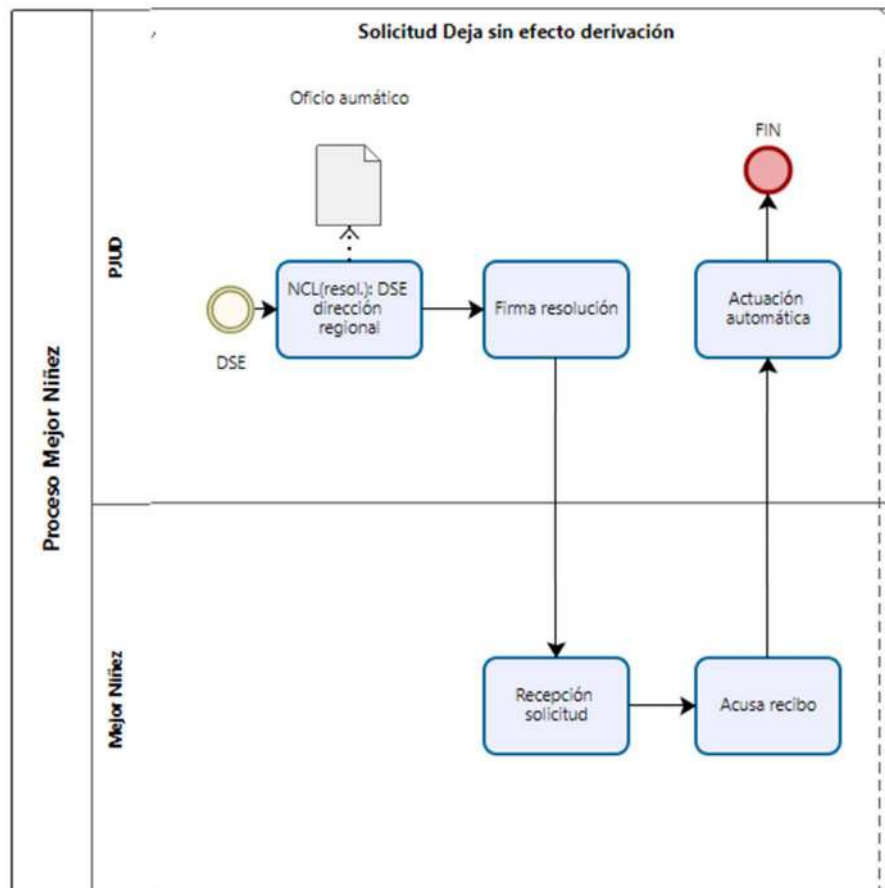 Solicitud Deja sin efecto derivación
Proceso Mejor Niñez
PJUD
Oficio aumático
FIN
NCL(resol.): DSE
dirección
regional
Firma resolución
Actuación
automática
DSE
Mejor Niñez
Recepción
solicitud
Acusa recibo